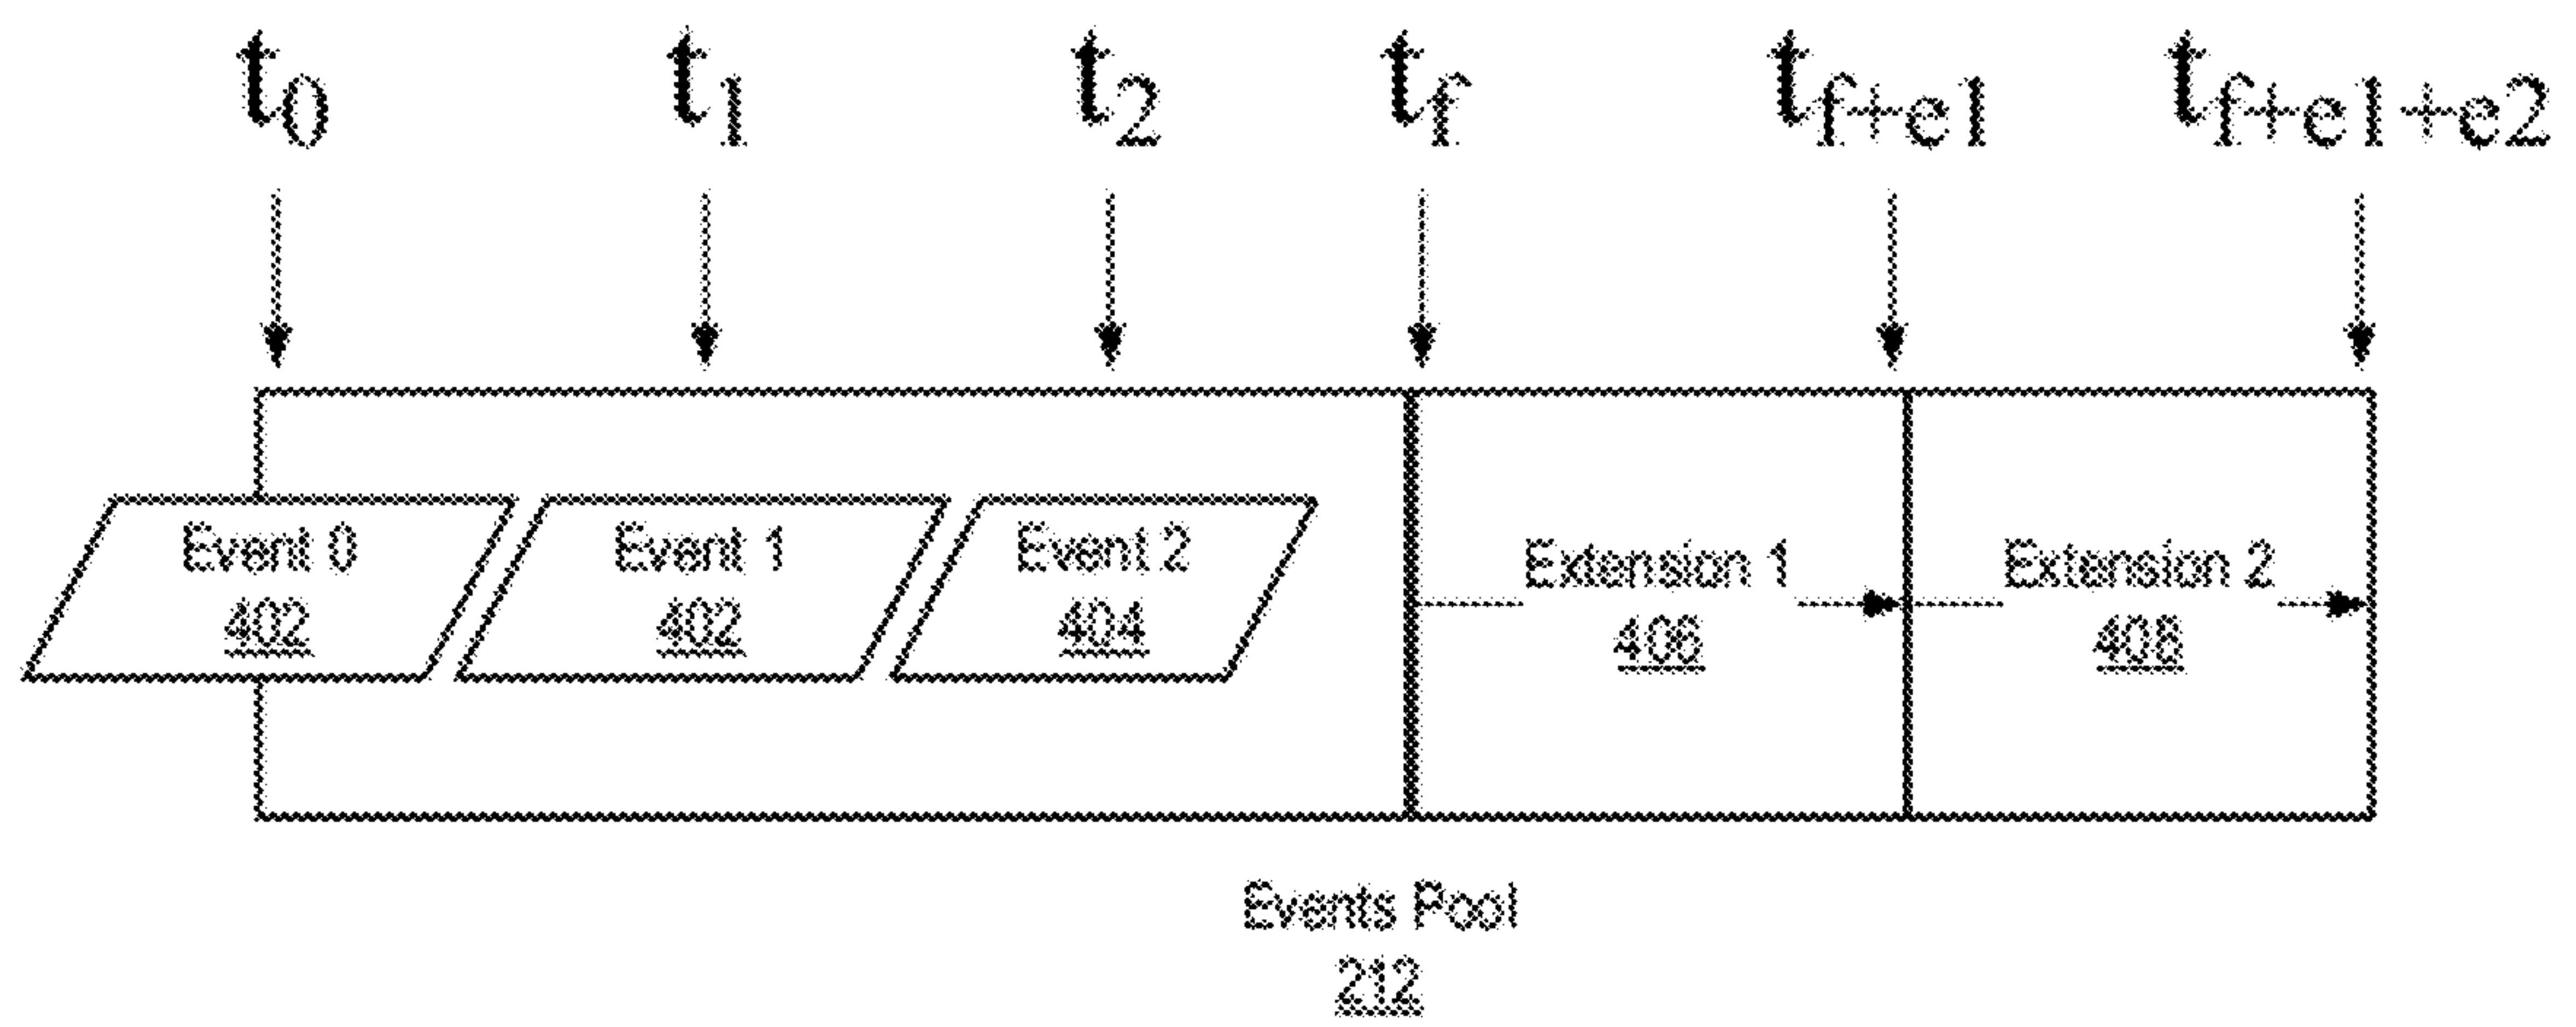 t0 t1 t2 tf tf+e1 tf+e1+e2
Event 0 Event 1 Event 2
402 402 404
Extension 1 Extension 2
406 408
Events Pool
212